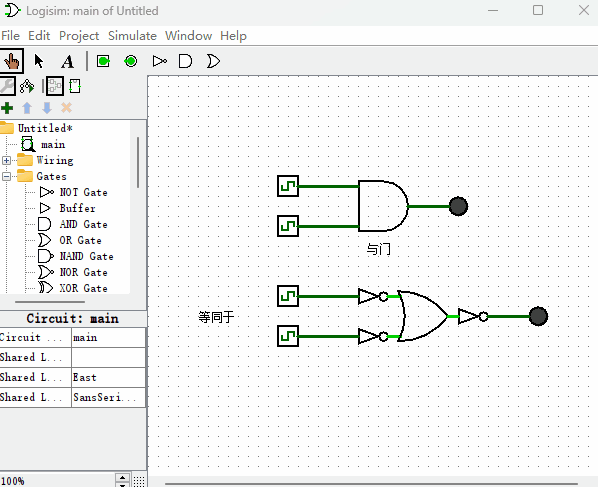 Logisim: main of Untitled
File Edit Project Simulate Window Help
A
Untitled*
main
Wiring
Gates
NOT Gate
Buffer
AND Gate
OR Gate
NAND Gate
NOR Gate
XOR Gate
Circuit: main
Circuit ... main
Shared L...
Shared L... East
Shared L... SansSeri...
100%
与门
等同于